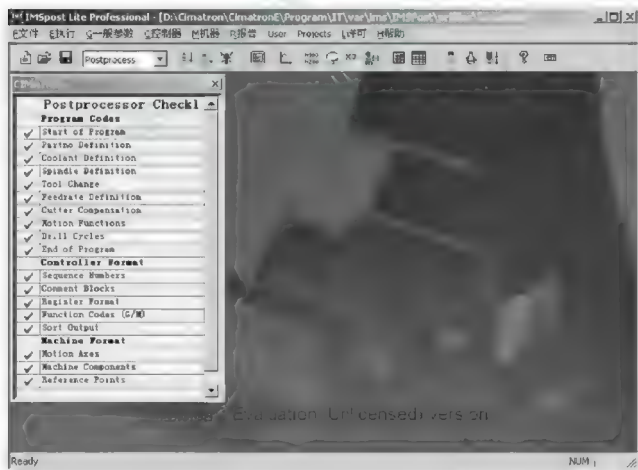 IMSpost Lite Professional - [D:\Cimatron\CimatronE\Program\IT\var\ims\IMSpost\
E文件 E执行 G一般参数 C控制器 M机器 R报告 User Projects L许可 H帮助
Postprocess
Postprocessor Checkl
Program Codes
Start of Program
Partno Definition
Coolant Definition
Spindle Definition
Tool Change
Feedrate Definition
Cutter Compensation
Motion Functions
Drill Cycles
End of Program
Controller Format
Sequence Numbers
Comment Blocks
Register Format
Function Codes (G/M)
Sort Output
Machine Format
Motion Axes
Machine Components
Reference Points
Evaluation (Unlicensed) version
Ready
NUM